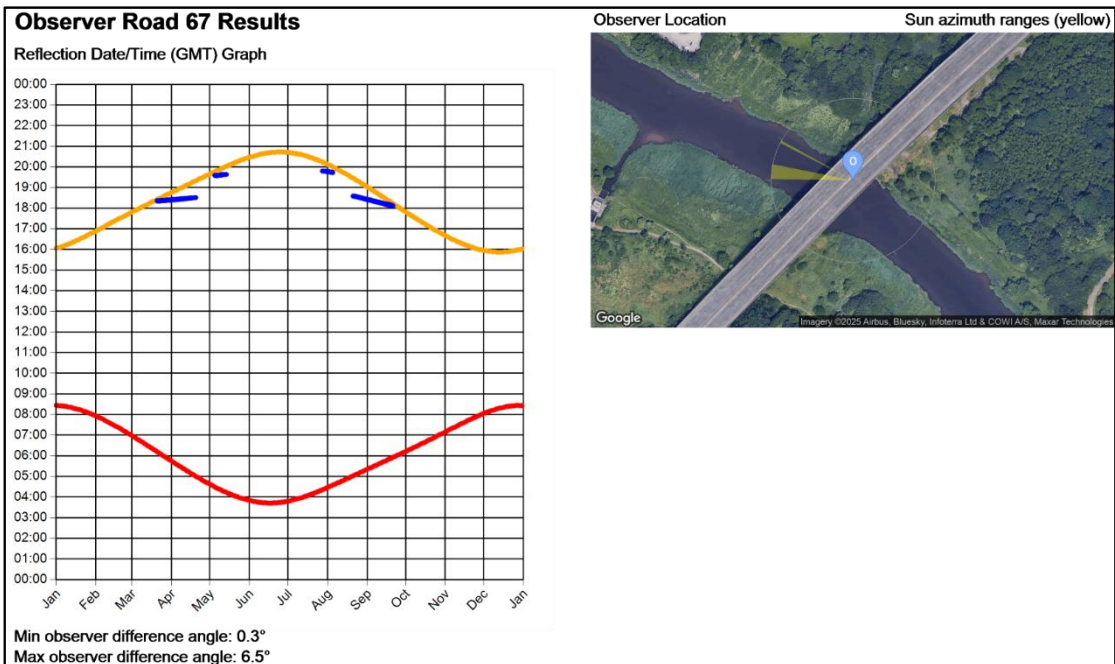 Observer Road 67 Results
Reflection Date/Time (GMT) Graph
00:00
23:00
22:00
21:00
20:00
19:00
18:00
17:00
16:00
15:00
14:00
13:00
12:00
11:00
10:00
09:00
08:00
07:00
06:00
05:00
04:00
03:00
02:00
01:00
00:00
Jan Feb Mar Apr May Jun Jul Aug Sep Oct Nov Dec Jan
Min observer difference angle: 0.3°
Max observer difference angle: 6.5°
Observer Location Sun azimuth ranges (yellow)
O
Google
Imagery ©2025 Airbus, Bluesky, Infoterra Ltd & COWI A/S, Maxar Technologies